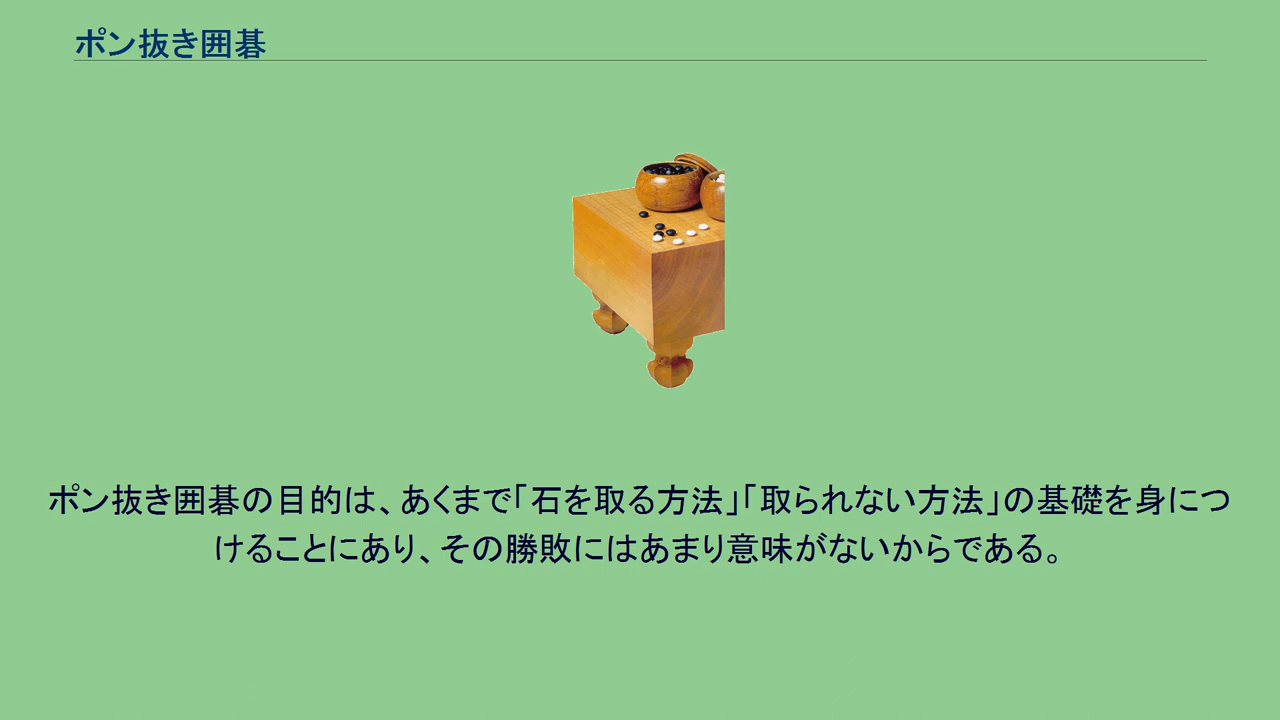 ポン抜き囲碁
ポン抜き囲碁の目的は、あくまで「石を取る方法」「取られない方法」の基礎を身につ
けることにあり、その勝敗にはあまり意味がないからである。